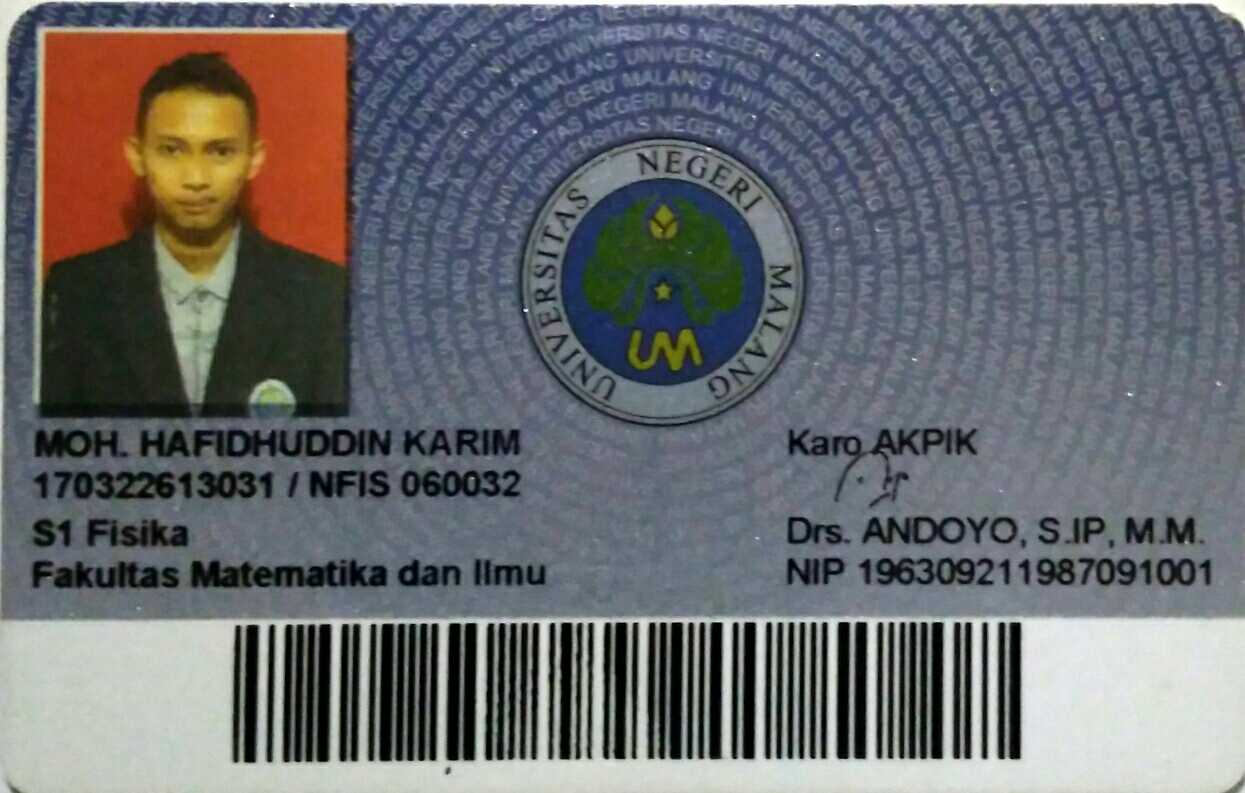 UNIVERSITAS NEGERI MALANG
UM
MOH. HAFIDHUDDIN KARIM
170322613031 / NFIS 060032
S1 Fisika
Fakultas Matematika dan Ilmu
Karo AKPIK
Drs. ANDOYO, S.IP, M.M.
NIP 196309211987091001